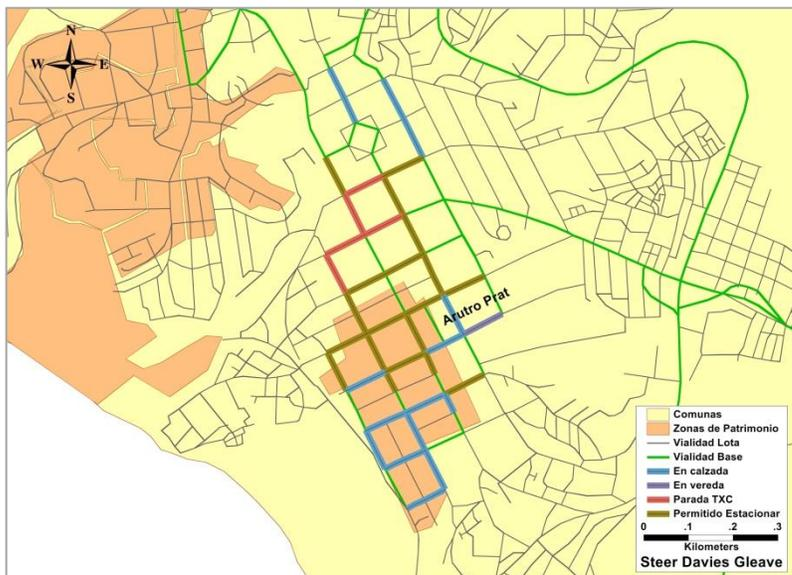 N
W E
S
Arutro Prat
Comunas
Zonas de Patrimonio
Vialidad Lota
Vialidad Base
En calzada
En vereda
Parada TXC
Permitido Estacionar
0 .1 .2 .3
Kilometers
Steer Davies Gleave